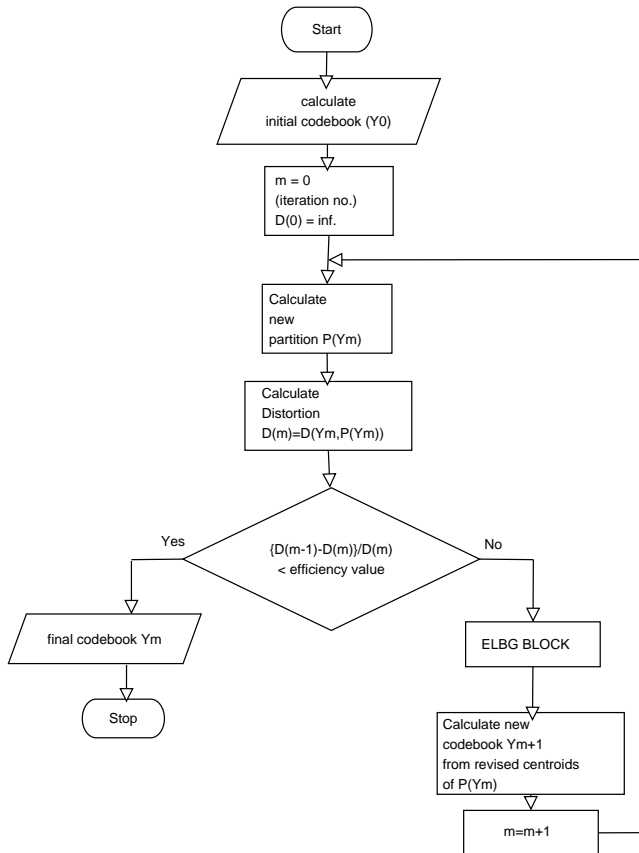 Start
calculate
initial codebook (Y0)
m = 0
(iteration no.)
D(0) = inf.
Calculate
new
partition P(Ym)
Calculate
Distortion
D(m)=D(Ym,P(Ym))
{D(m-1)-D(m)}/D(m)
< efficiency value
Yes
No
final codebook Ym
Stop
ELBG BLOCK
Calculate new
codebook Ym+1
from revised centroids
of P(Ym)
m=m+1